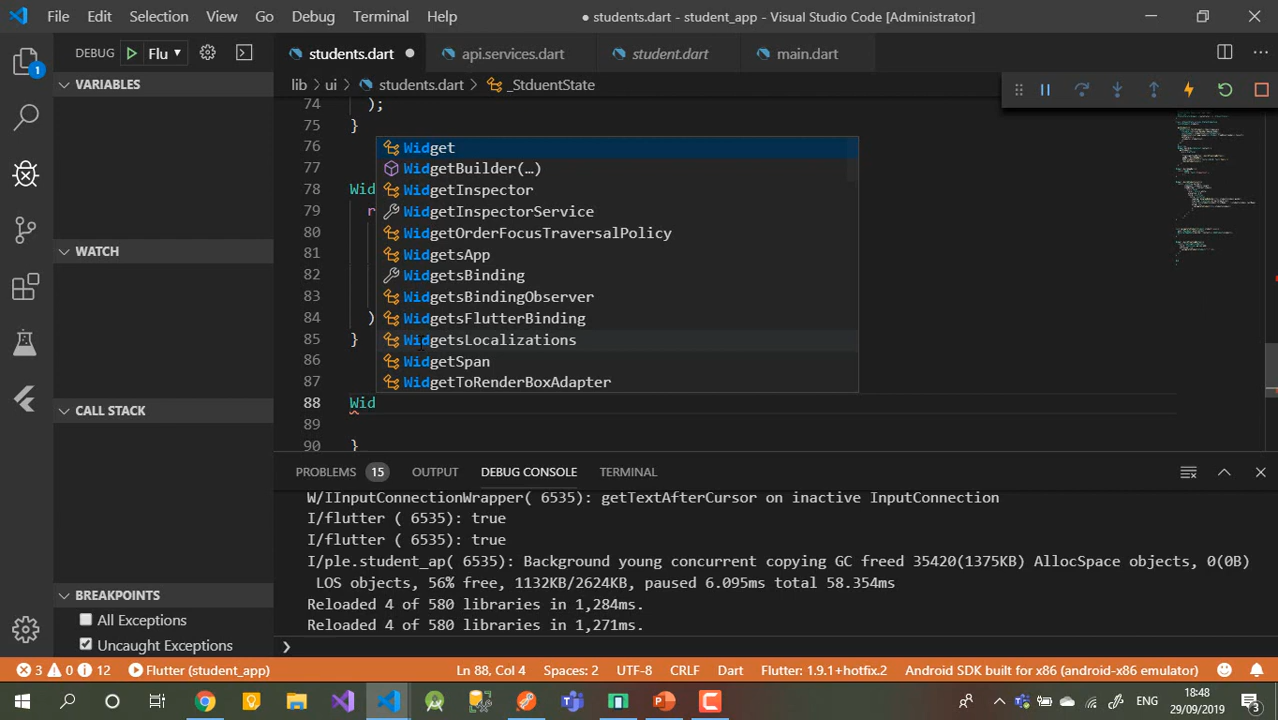 File Edit Selection View Go Debug Terminal Help
● students.dart - student_app - Visual Studio Code [Administrator]
DEBUG Flu
students.dart api.services.dart student.dart main.dart
lib › ui › students.dart › _StduentState
VARIABLES
WATCH
CALL STACK
BREAKPOINTS
All Exceptions
Uncaught Exceptions
1
74 );
75 }
76 Widget
77 WidgetBuilder(…)
78 Wid WidgetInspector
79 r WidgetInspectorService
80 WidgetOrderFocusTraversalPolicy
81 WidgetsApp
82 WidgetsBinding
83 WidgetsBindingObserver
84 ) WidgetsFlutterBinding
85 } WidgetsLocalizations
86 WidgetSpan
87 WidgetToRenderBoxAdapter
88 Wid
89
90 }
PROBLEMS 15 OUTPUT DEBUG CONSOLE TERMINAL
W/IInputConnectionWrapper( 6535): getTextAfterCursor on inactive InputConnection
I/flutter ( 6535): true
I/flutter ( 6535): true
I/ple.student_ap( 6535): Background young concurrent copying GC freed 35420(1375KB) AllocSpace objects, 0(0B)
LOS objects, 56% free, 1132KB/2624KB, paused 6.095ms total 58.354ms
Reloaded 4 of 580 libraries in 1,284ms.
Reloaded 4 of 580 libraries in 1,271ms.
3 0 12 Flutter (student_app) Ln 88, Col 4 Spaces: 2 UTF-8 CRLF Dart Flutter: 1.9.1+hotfix.2 Android SDK built for x86 (android-x86 emulator)
ENG 18:48
29/09/2019 3